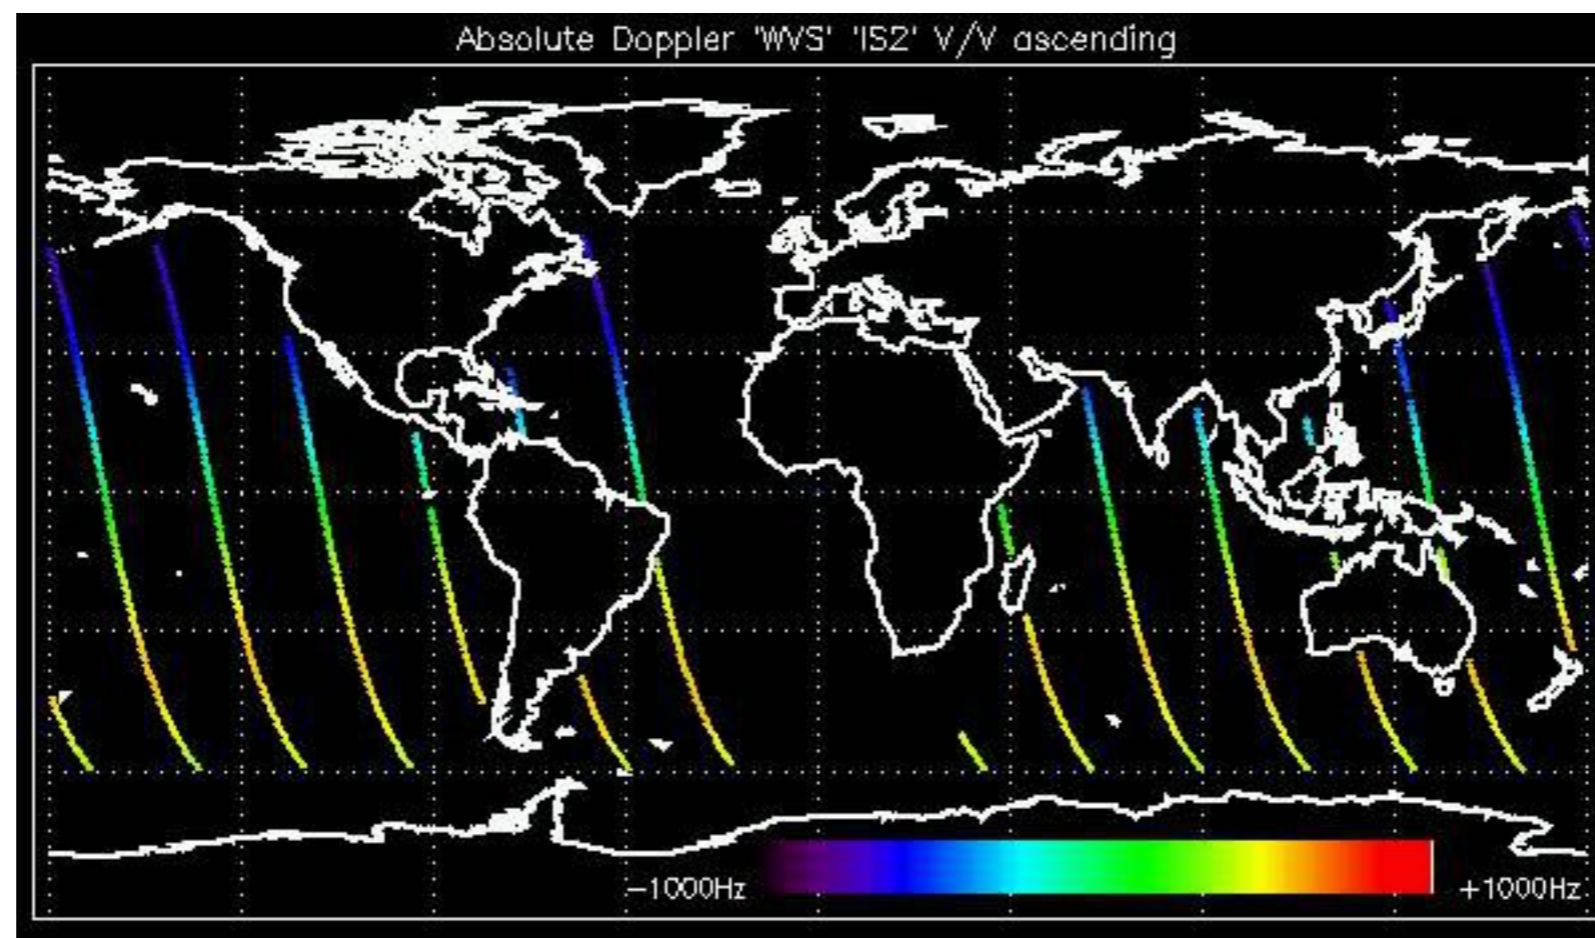 Absolute Doppler 'WVS' 'IS2' V/V ascending
−1000Hz +1000Hz